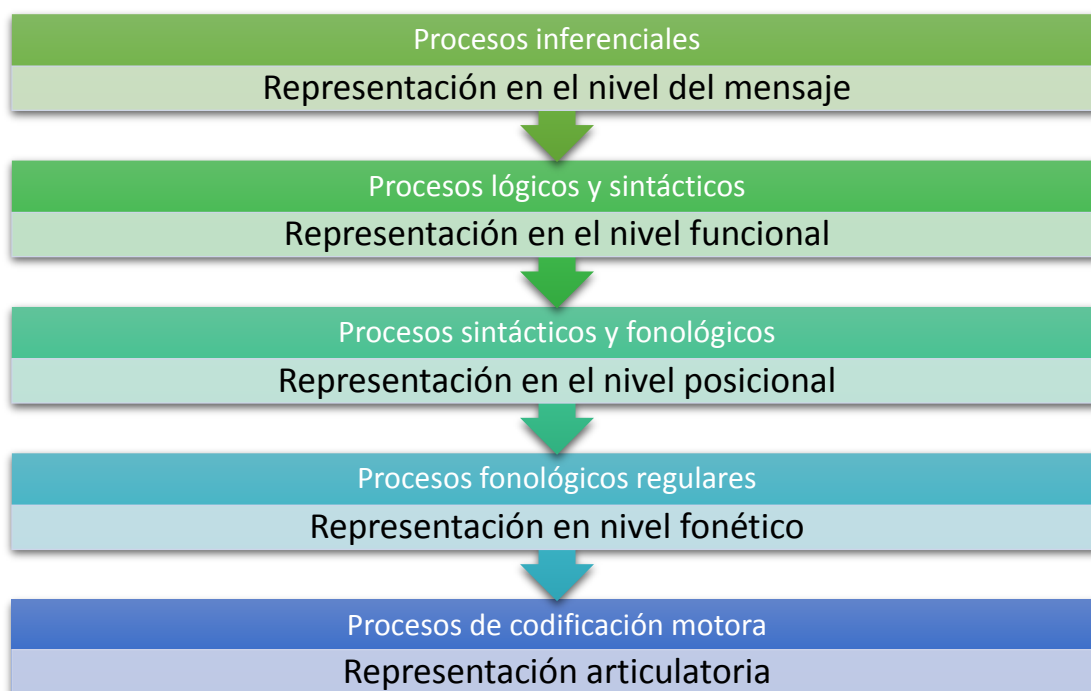 Procesos inferenciales
Representación en el nivel del mensaje
Procesos lógicos y sintácticos
Representación en el nivel funcional
Procesos sintácticos y fonológicos
Representación en el nivel posicional
Procesos fonológicos regulares
Representación en nivel fonético
Procesos de codificación motora
Representación articulatoria